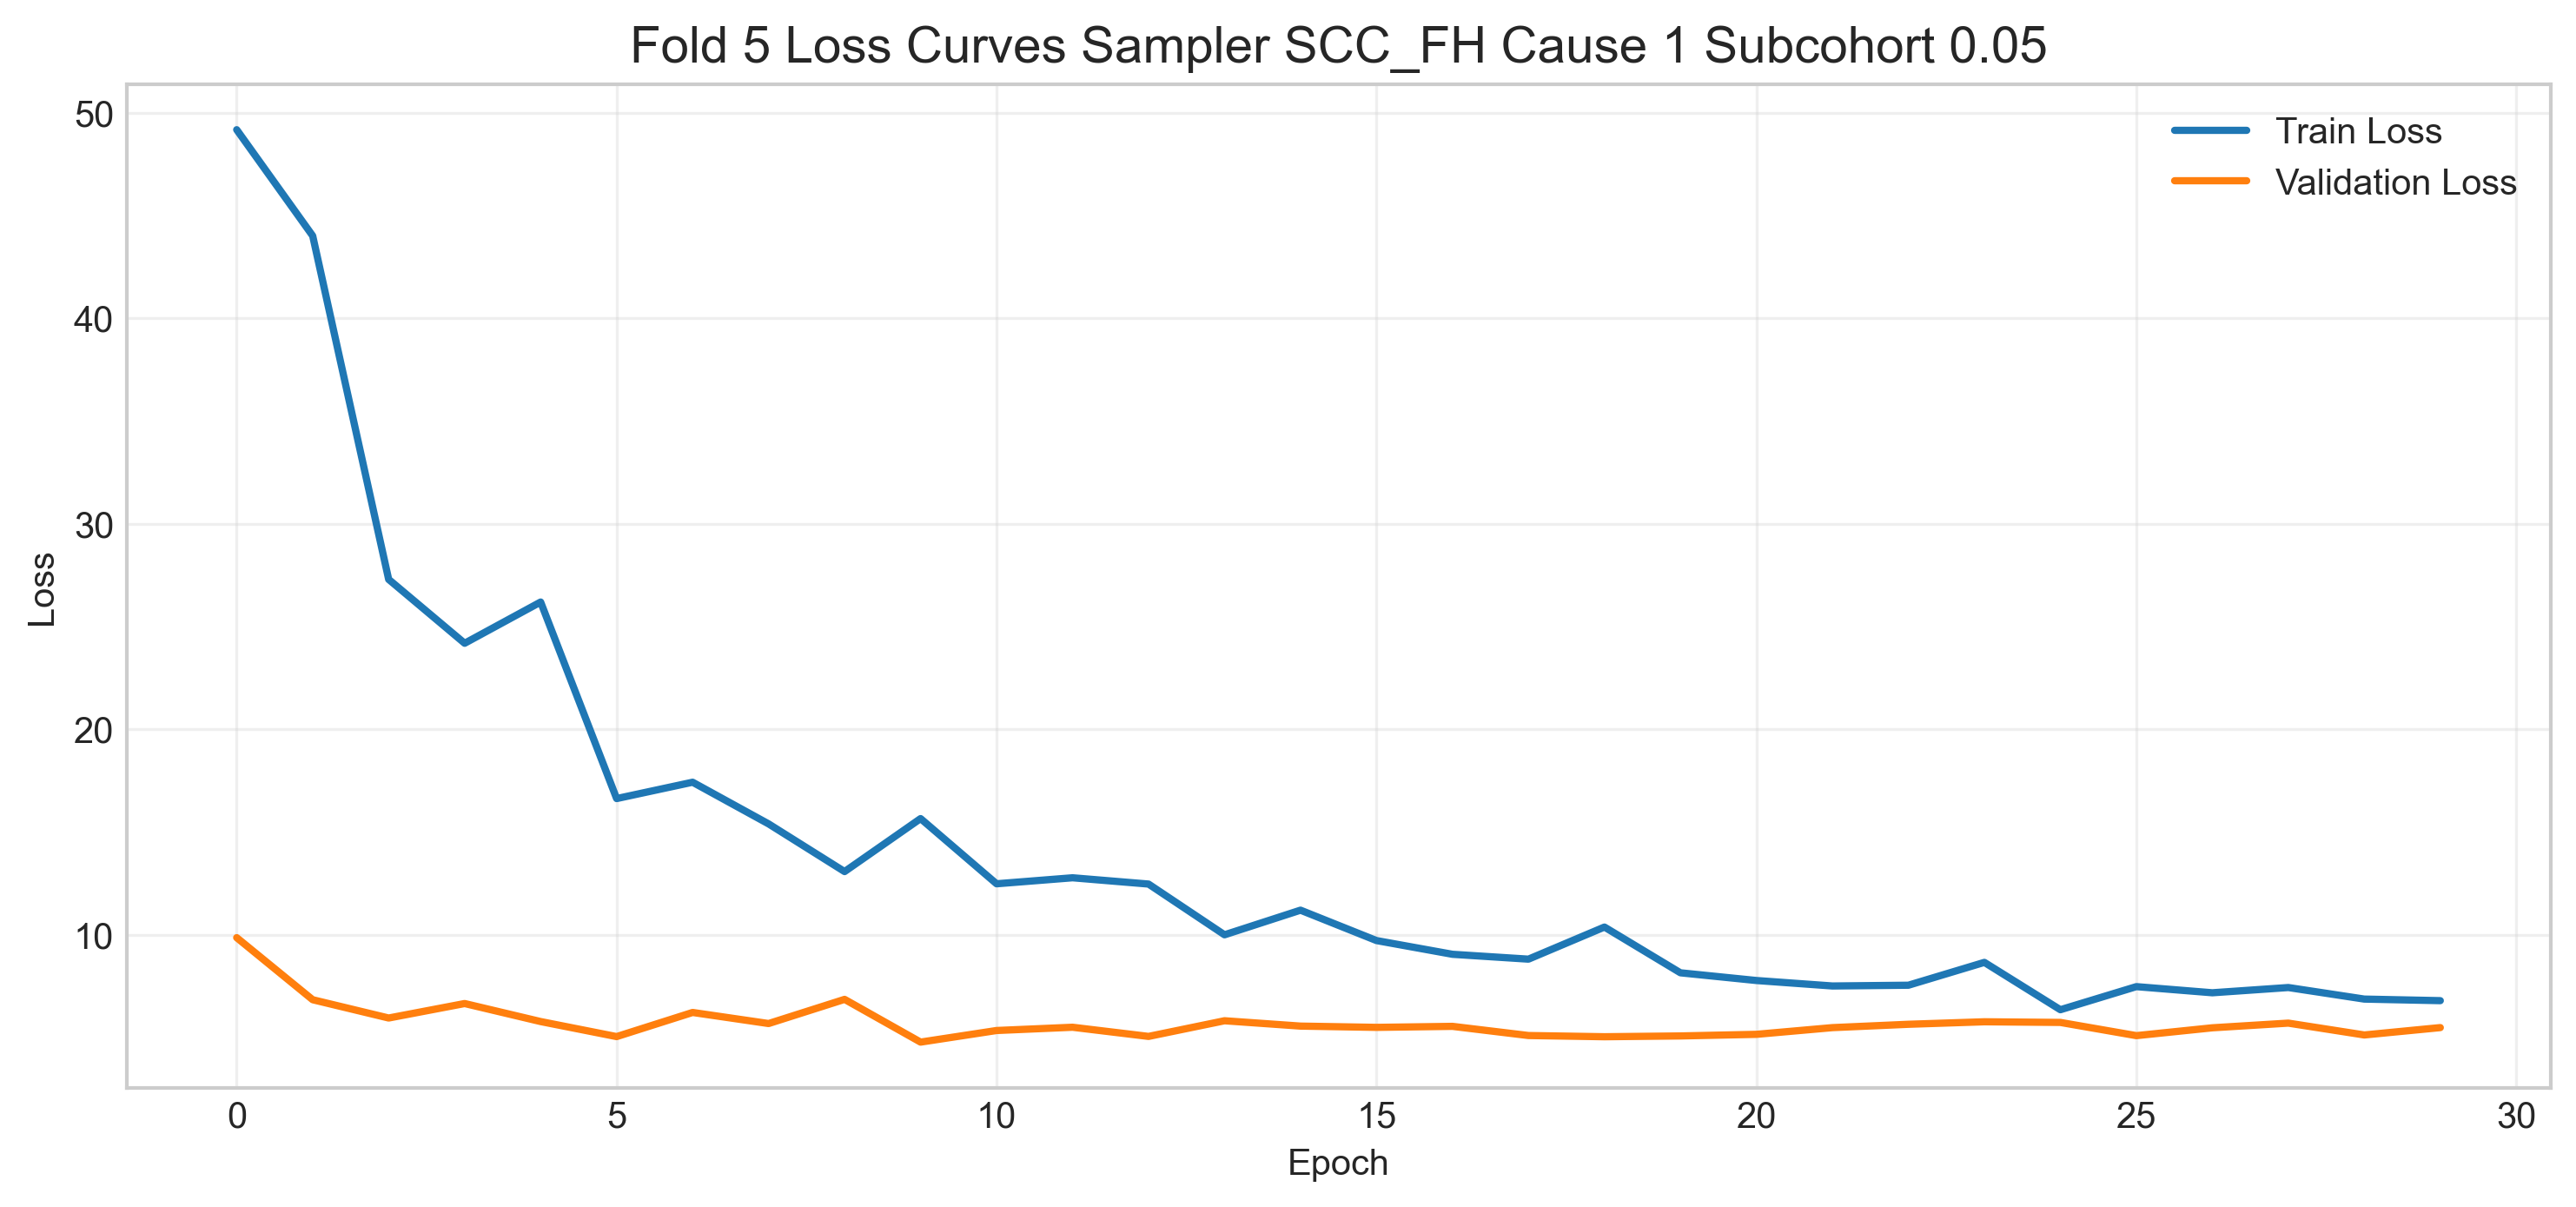 Fold 5 Loss Curves Sampler SCC_FH Cause 1 Subcohort 0.05
Train Loss
Validation Loss
50
40
30
20
10
Loss
0 5 10 15 20 25 30
Epoch